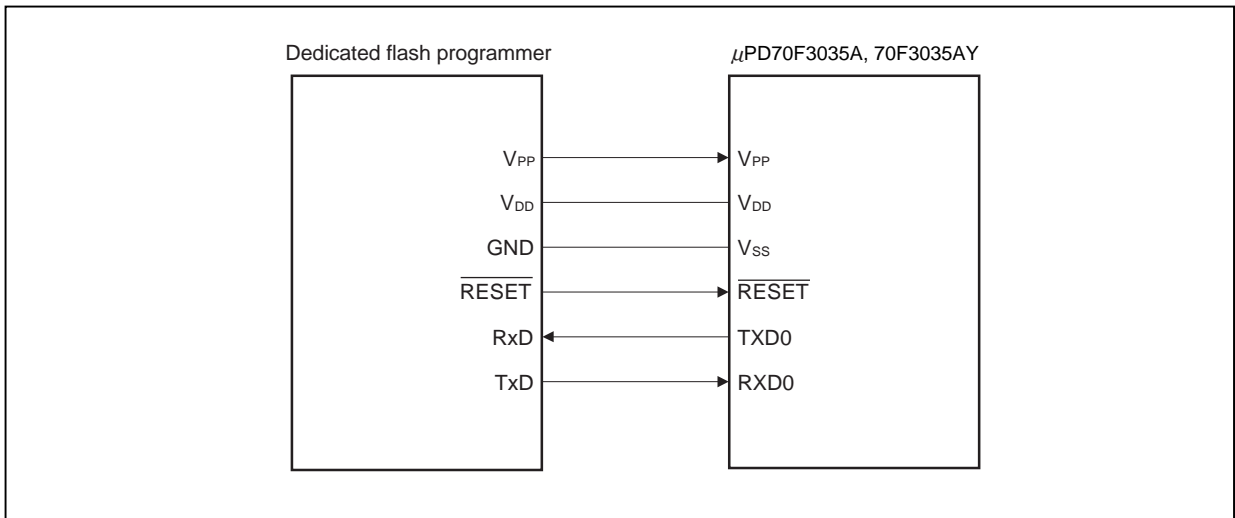 Dedicated flash programmer
μPD70F3035A, 70F3035AY
VPP
VPP
VDD
VDD
GND
VSS
RESET
RESET
RxD
TXD0
TxD
RXD0